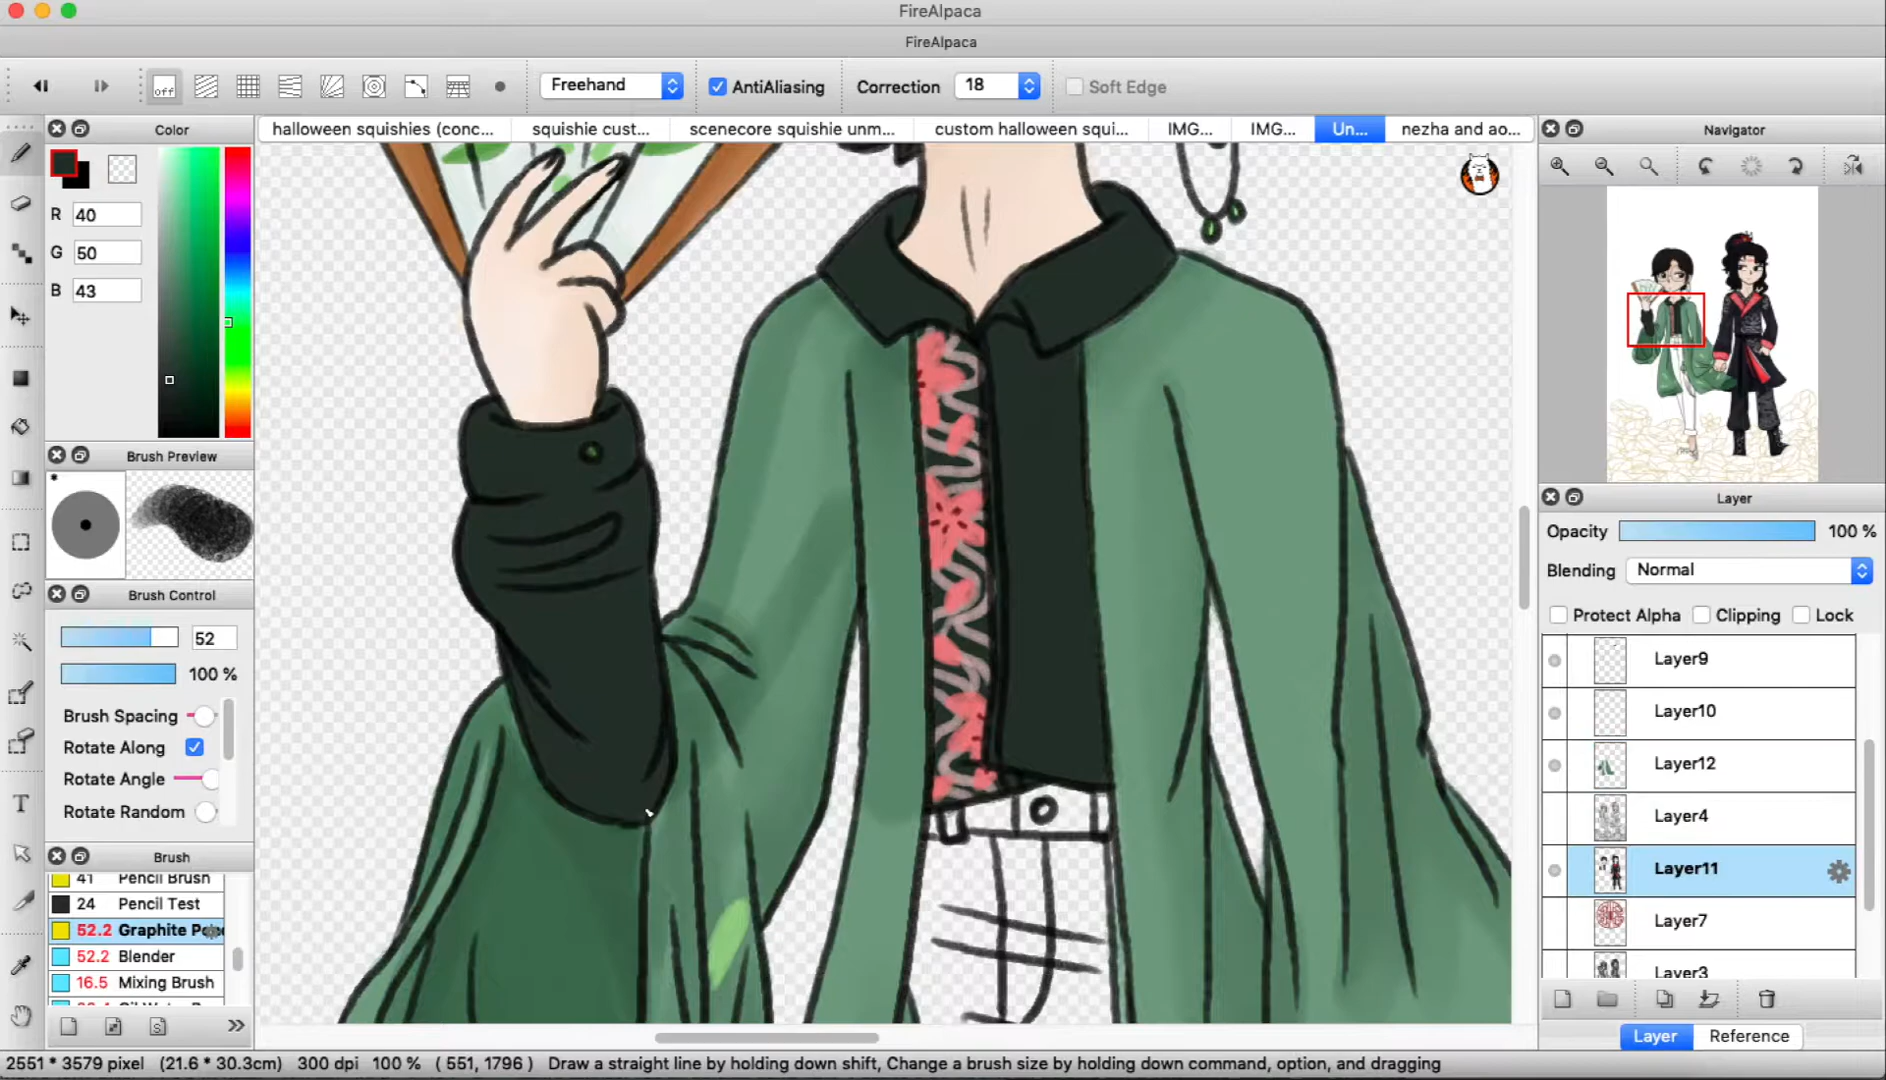 FireAlpaca
FireAlpaca
off
Freehand
AntiAliasing
Correction 18
Soft Edge
Color
halloween squishies (conc...
squishie cust...
scenecore squishie unm...
custom halloween squi...
IMG...
IMG...
Un...
nezha and ao...
Navigator
R 40
G 50
B 43
Brush Preview
Brush Control
52
100 %
Brush Spacing
Rotate Along
Rotate Angle
Rotate Random
Brush
41 Pencil Brush
24 Pencil Test
52.2 Graphite
52.2 Blender
16.5 Mixing Brush
Layer
Opacity 100 %
Blending Normal
Protect Alpha Clipping Lock
Layer9
Layer10
Layer12
Layer4
Layer11
Layer7
Layer3
Layer Reference
2551 * 3579 pixel (21.6 * 30.3cm) 300 dpi 100 % ( 551, 1796 ) Draw a straight line by holding down shift, Change a brush size by holding down command, option, and dragging